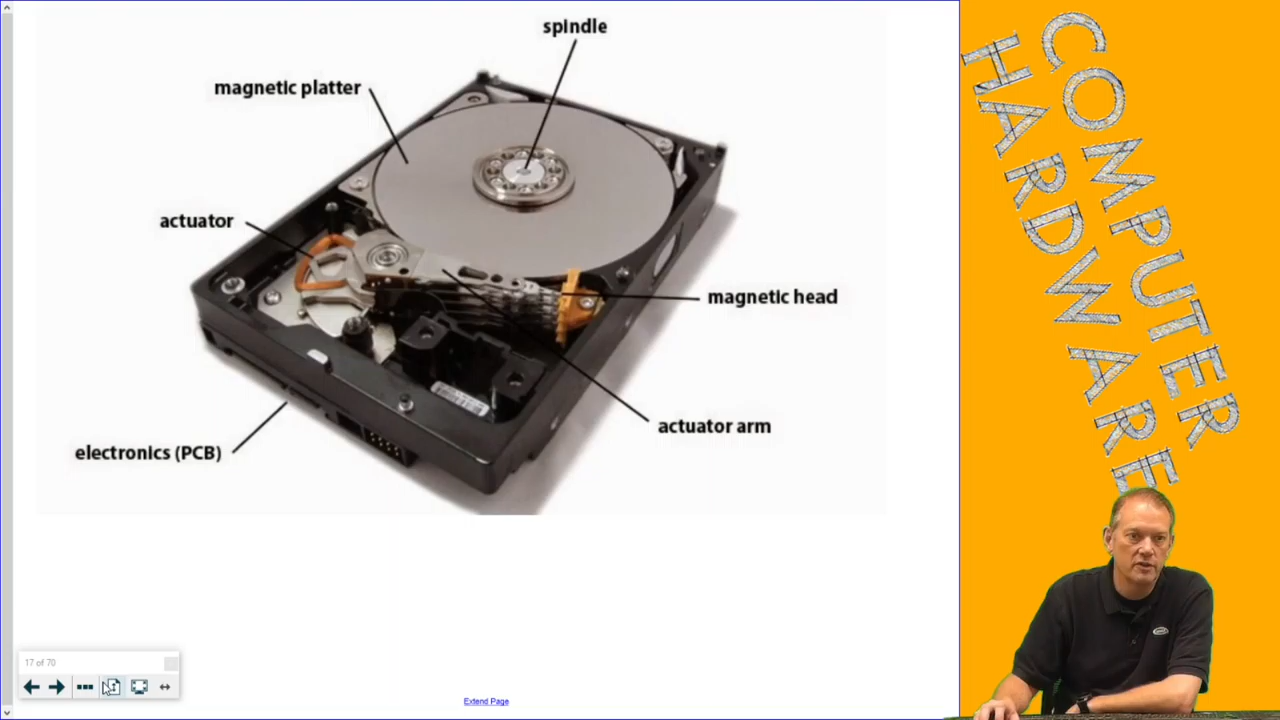 spindle
magnetic platter
actuator
magnetic head
actuator arm
electronics (PCB)
17 of 70
Extend Page
COMPUTER
HARDWARE